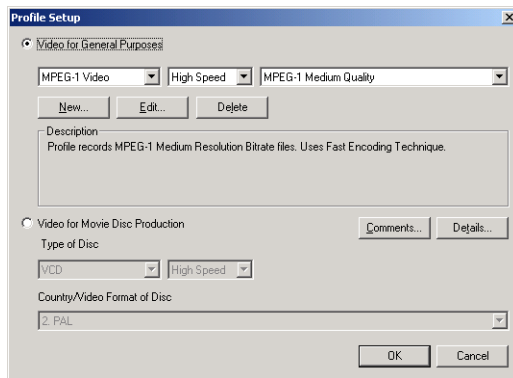 Profile Setup
Video for General Purposes
MPEG-1 Video High Speed MPEG-1 Medium Quality
New... Edit... Delete
Description
Profile records MPEG-1 Medium Resolution Bitrate files. Uses Fast Encoding Technique.
Video for Movie Disc Production Comments... Details...
Type of Disc
VCD High Speed
Country/Video Format of Disc
2. PAL
OK Cancel